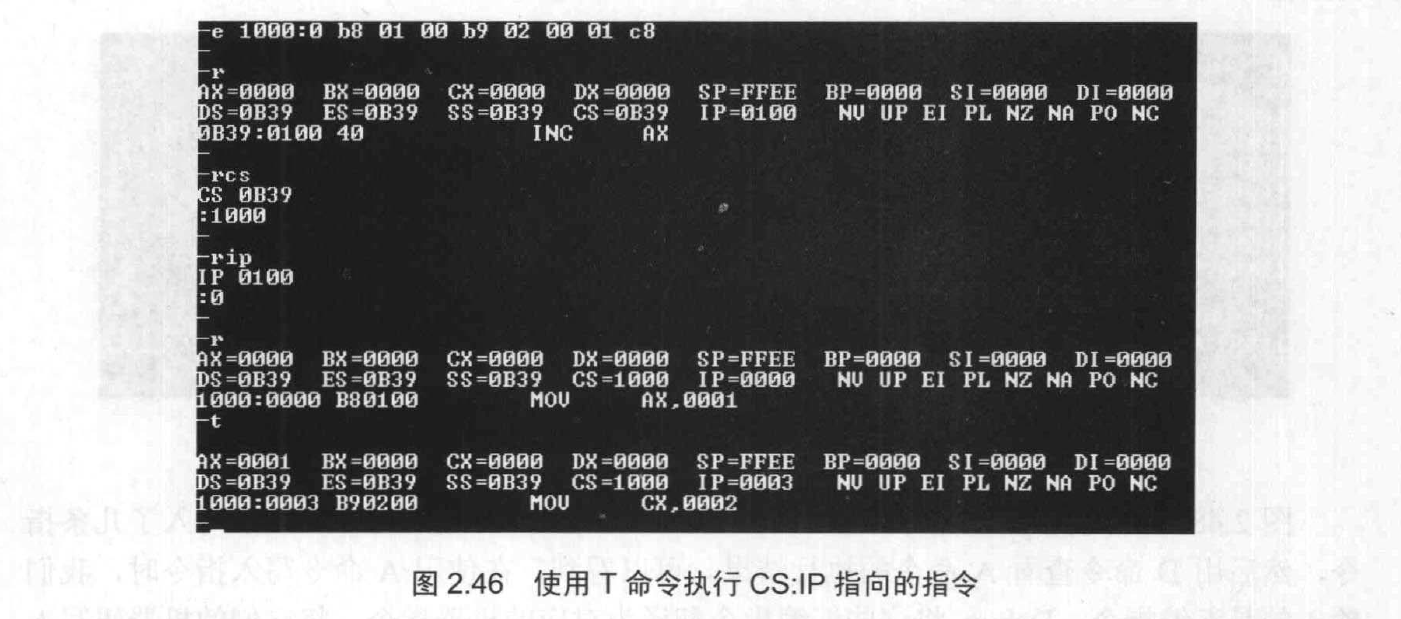 -e 1000:0 b8 01 00 b9 02 00 01 c8
-
-r
AX=0000 BX=0000 CX=0000 DX=0000 SP=FFEE BP=0000 SI=0000 DI=0000
DS=0B39 ES=0B39 SS=0B39 CS=0B39 IP=0100 NV UP EI PL NZ NA PO NC
0B39:0100 40 INC AX
-
-rcs
CS 0B39
:1000
-
-rip
IP 0100
:0
-
-r
AX=0000 BX=0000 CX=0000 DX=0000 SP=FFEE BP=0000 SI=0000 DI=0000
DS=0B39 ES=0B39 SS=0B39 CS=1000 IP=0000 NV UP EI PL NZ NA PO NC
1000:0000 B80100 MOV AX,0001
-t
AX=0001 BX=0000 CX=0000 DX=0000 SP=FFEE BP=0000 SI=0000 DI=0000
DS=0B39 ES=0B39 SS=0B39 CS=1000 IP=0003 NV UP EI PL NZ NA PO NC
1000:0003 B90200 MOV CX,0002
-
图 2.46 使用 T 命令执行 CS:IP 指向的指令